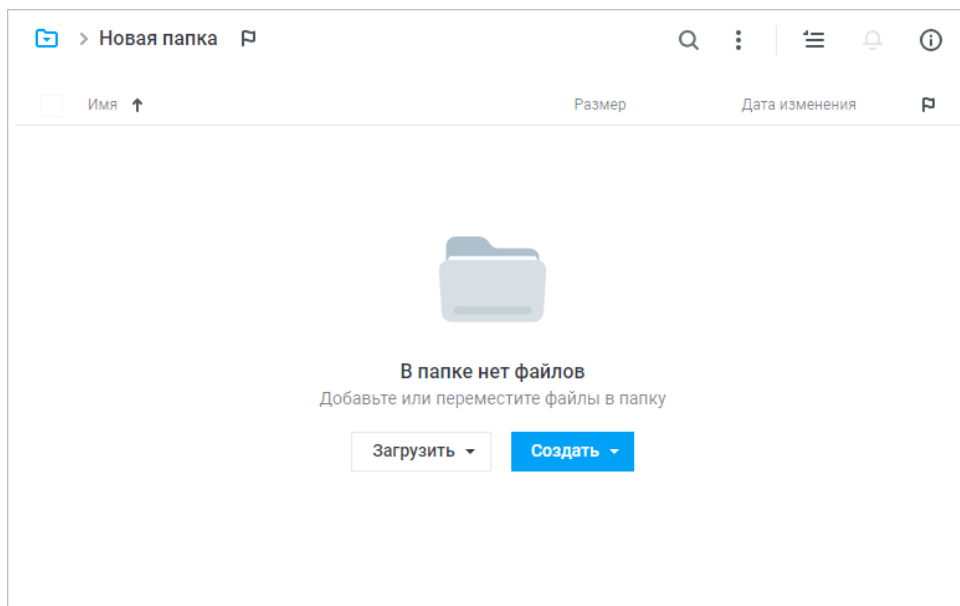 Новая папка
Имя Размер Дата изменения
В папке нет файлов
Добавьте или переместите файлы в папку
Загрузить Создать